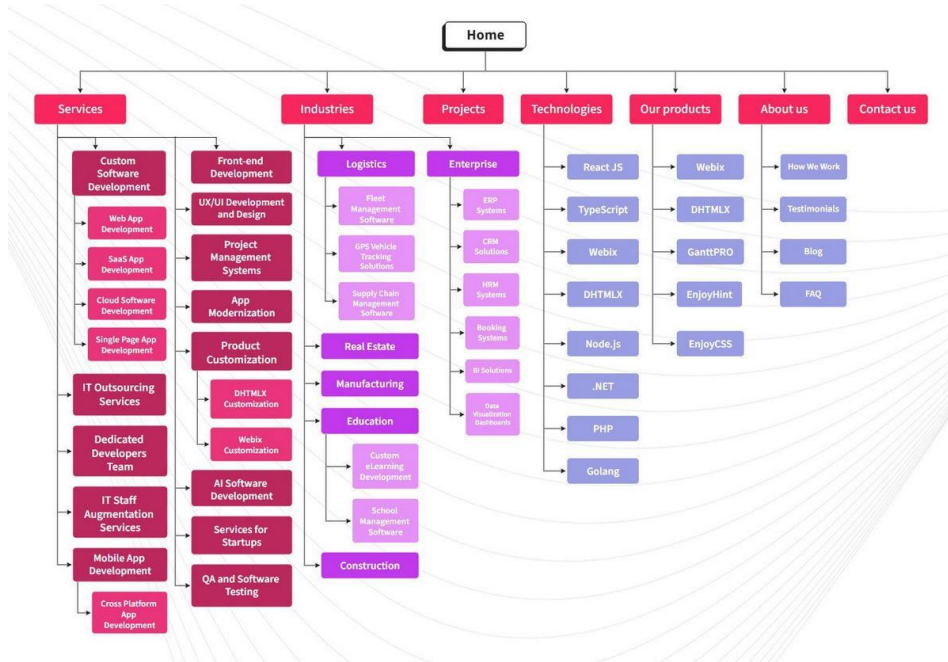 Home
Services
Industries
Projects
Technologies
Our products
About us
Contact us
Custom
Software
Development
Web App
Development
SaaS App
Development
Cloud Software
Development
Single Page App
Development
IT Outsourcing
Services
Dedicated
Developers
Team
IT Staff
Augmentation
Services
Mobile App
Development
Cross Platform
App
Development
Front-end
Development
UX/UI Development
and Design
Project
Management
Systems
App
Modernization
Product
Customization
DHTMLX
Customization
Webix
Customization
AI Software
Development
Services for
Startups
QA and Software
Testing
Logistics
Fleet
Management
Software
GPS Vehicle
Tracking
Solutions
Supply Chain
Management
Software
Real Estate
Manufacturing
Education
Custom
eLearning
Development
School
Management
Software
Construction
Enterprise
ERP
Systems
CRM
Solutions
HRM
Systems
Booking
Systems
BI Solutions
Data
Visualization
Dashboards
React JS
TypeScript
Webix
DHTMLX
Node.js
.NET
PHP
Golang
Webix
DHTMLX
GanttPRO
EnjoyHint
EnjoyCSS
How We Work
Testimonials
Blog
FAQ